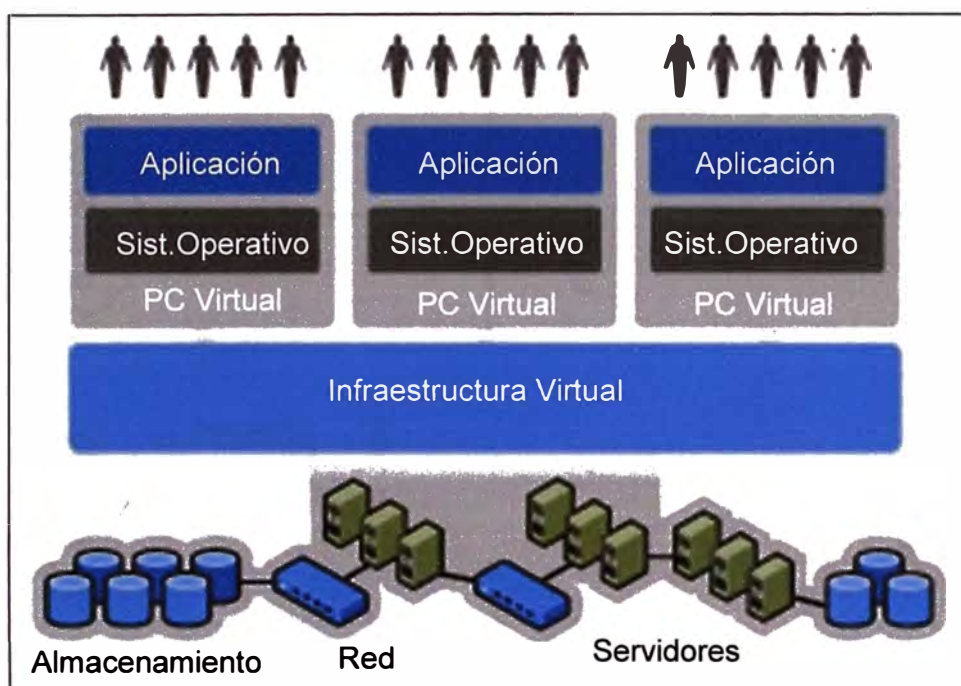 Aplicación Aplicación Aplicación
Sist.Operativo Sist.Operativo Sist.Operativo
PC Virtual PC Virtual PC Virtual
Infraestructura Virtual
Almacenamiento Red Servidores